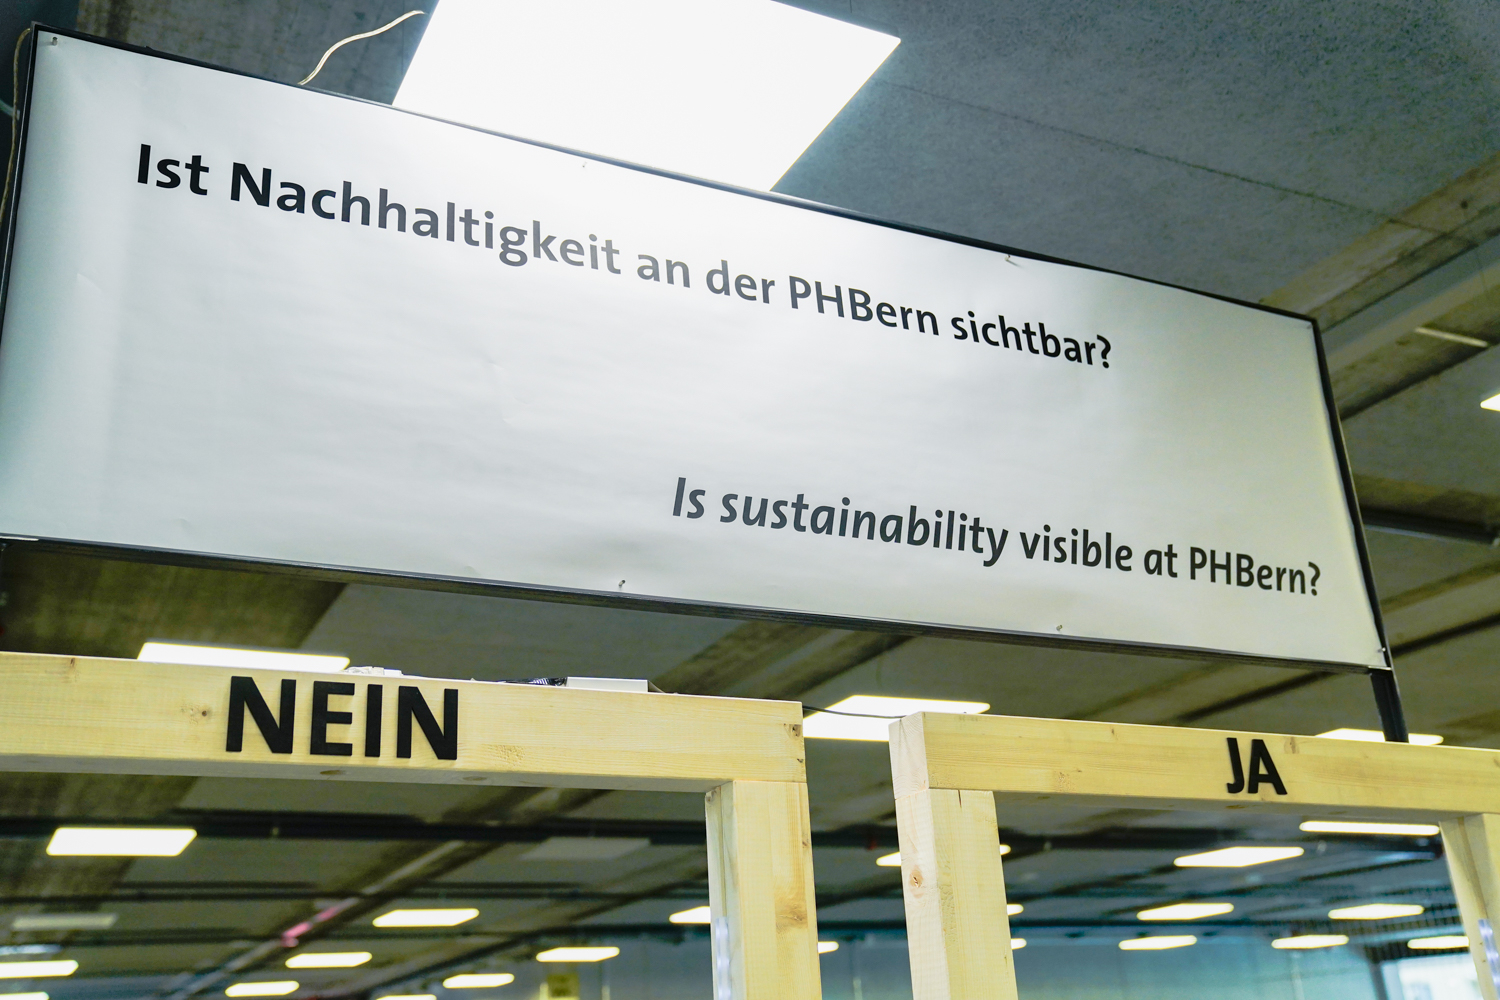 Ist Nachhaltigkeit an der PHBern sichtbar?
Is sustainability visible at PHBern?
NEIN
JA